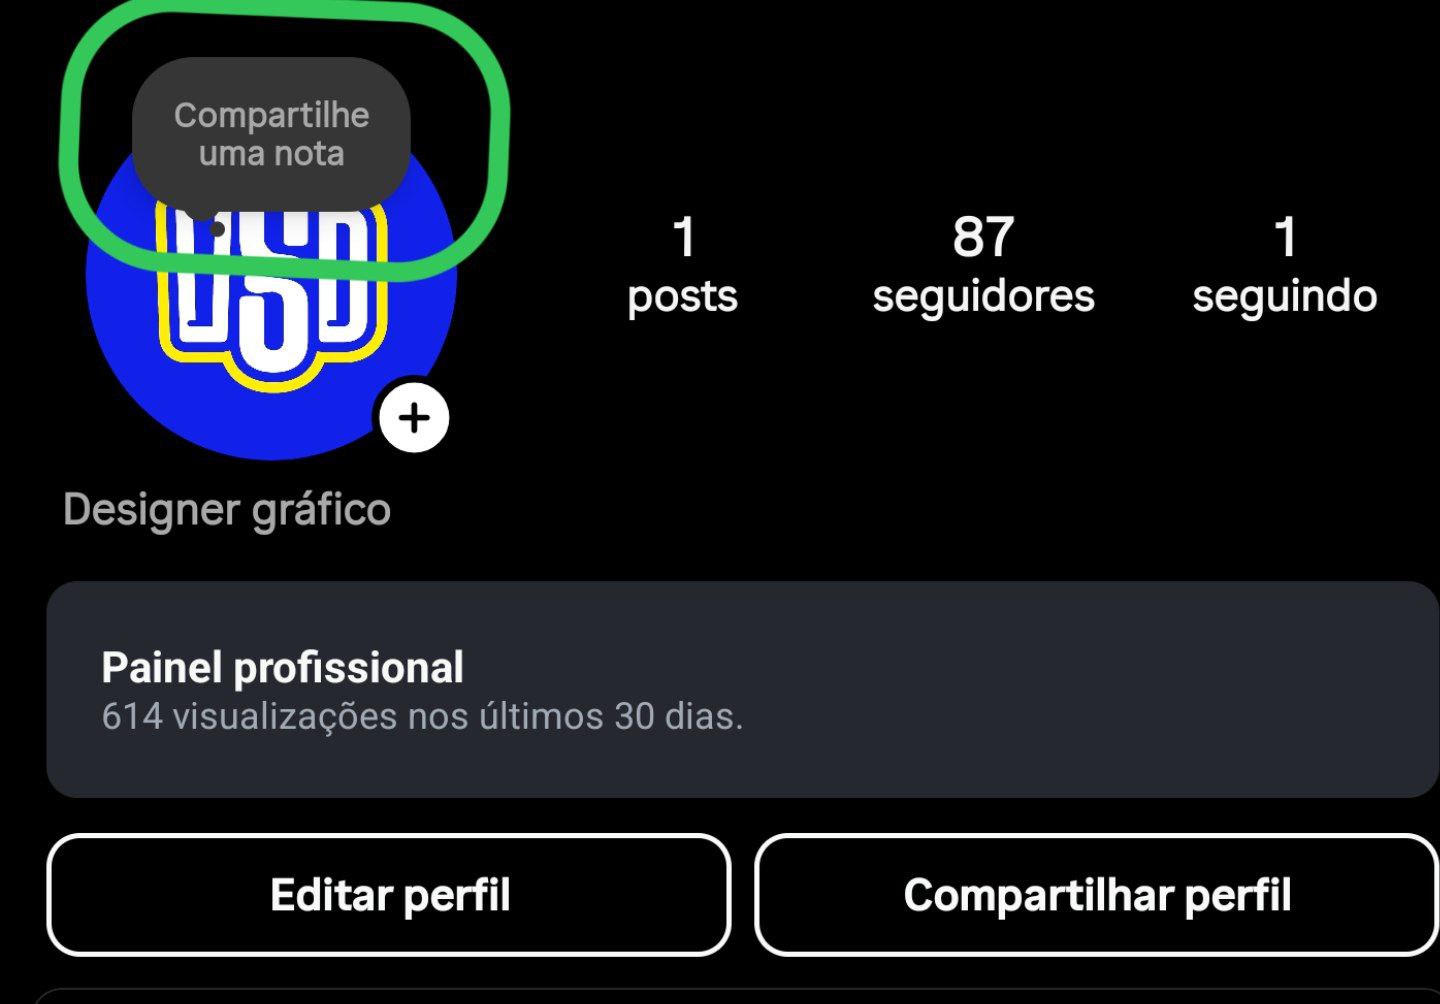 Compartilhe
uma nota
DSD
1
posts
87
seguidores
1
seguindo
Designer gráfico
Painel profissional
614 visualizações nos últimos 30 dias.
Editar perfil
Compartilhar perfil